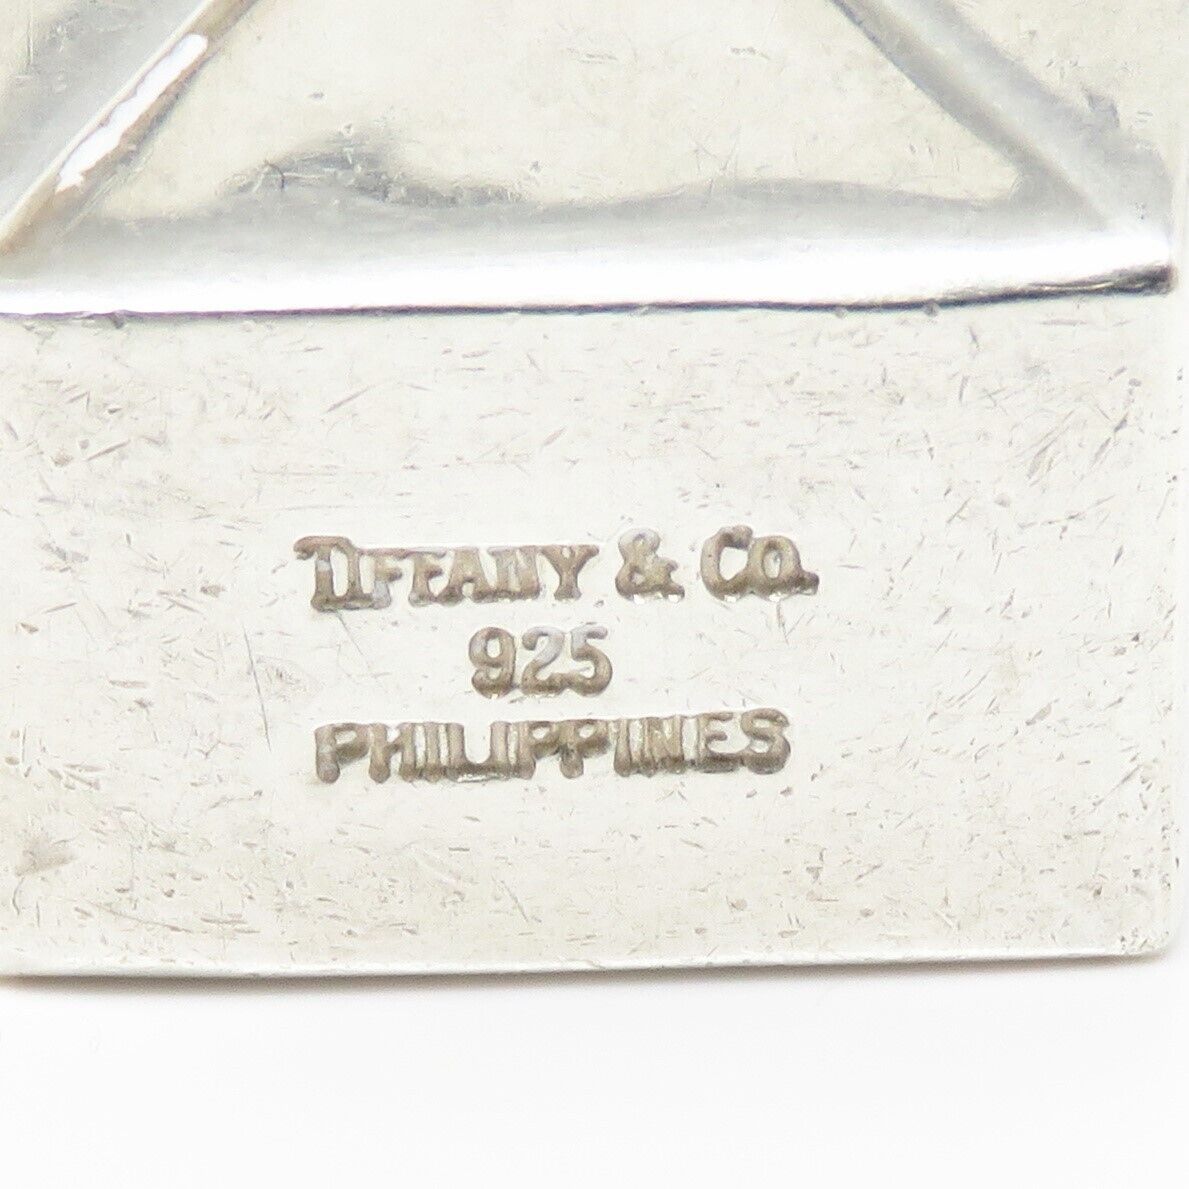 TIFFANY & CO.
925
PHILIPPINES